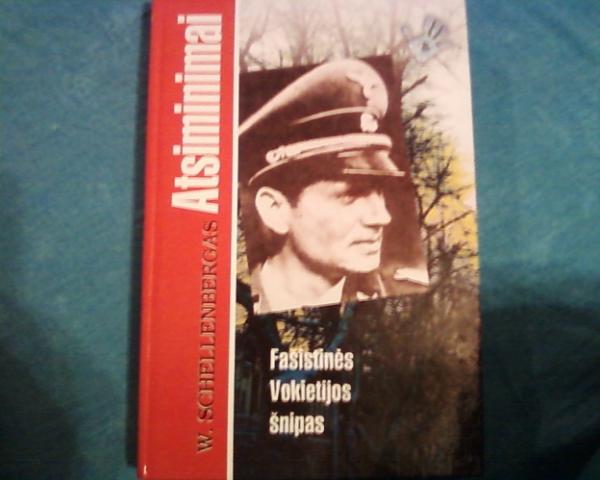 W. SCHELLENBERGAS
Atsiminimai
Fašistinės
Vokietijos
šnipas